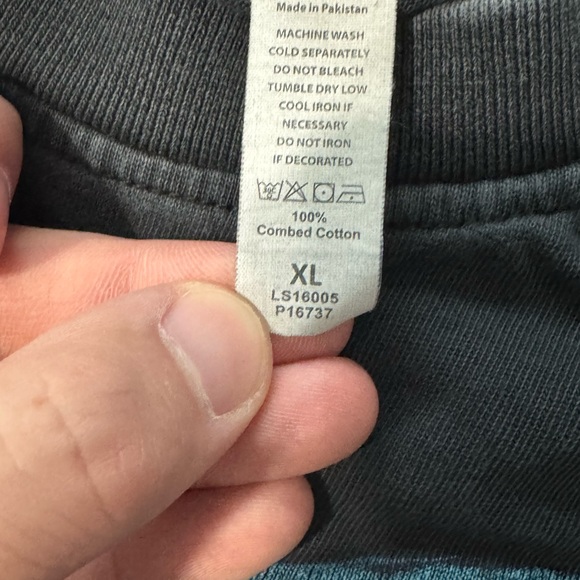 Made in Pakistan
MACHINE WASH
COLD SEPARATELY
DO NOT BLEACH
TUMBLE DRY LOW
COOL IRON IF
NECESSARY
DO NOT IRON
IF DECORATED
100%
Combed Cotton
XL
LS16005
P16737